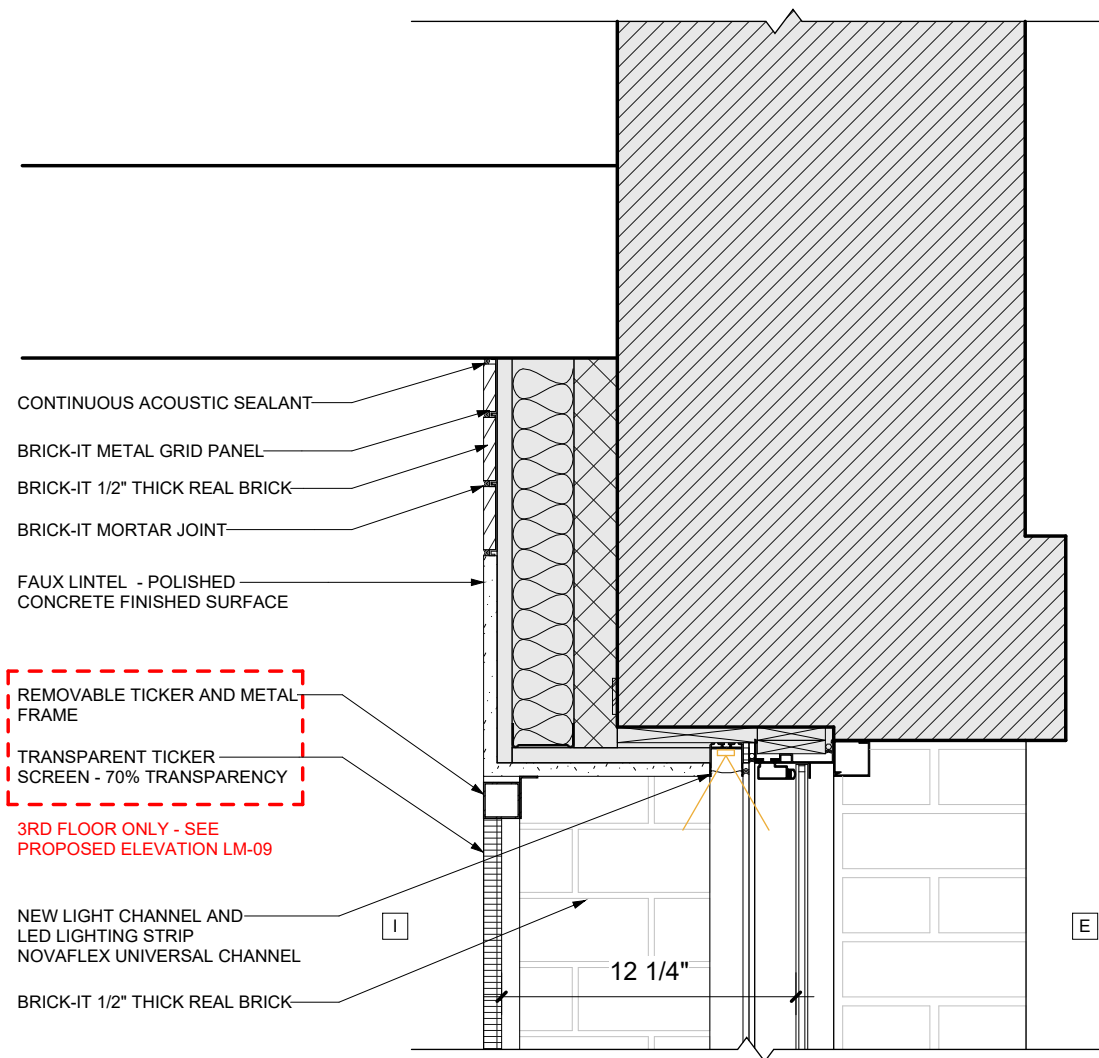 CONTINUOUS ACOUSTIC SEALANT
BRICK-IT METAL GRID PANEL
BRICK-IT 1/2" THICK REAL BRICK
BRICK-IT MORTAR JOINT
FAUX LINTEL - POLISHED
CONCRETE FINISHED SURFACE
REMOVABLE TICKER AND METAL
FRAME
TRANSPARENT TICKER
SCREEN - 70% TRANSPARENCY
3RD FLOOR ONLY - SEE
PROPOSED ELEVATION LM-09
NEW LIGHT CHANNEL AND
LED LIGHTING STRIP
NOVAFLEX UNIVERSAL CHANNEL
BRICK-IT 1/2" THICK REAL BRICK
I
12 1/4"
E